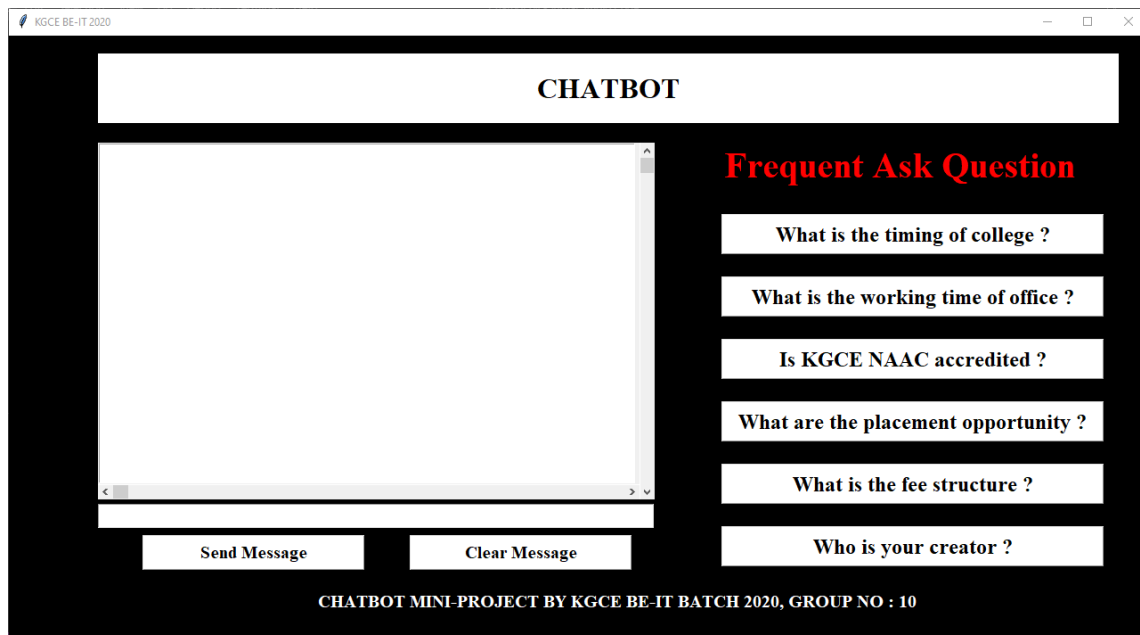 KGCE BE-IT 2020
CHATBOT
Frequent Ask Question
What is the timing of college ?
What is the working time of office ?
Is KGCE NAAC accredited ?
What are the placement opportunity ?
What is the fee structure ?
Who is your creator ?
Send Message
Clear Message
CHATBOT MINI-PROJECT BY KGCE BE-IT BATCH 2020, GROUP NO : 10